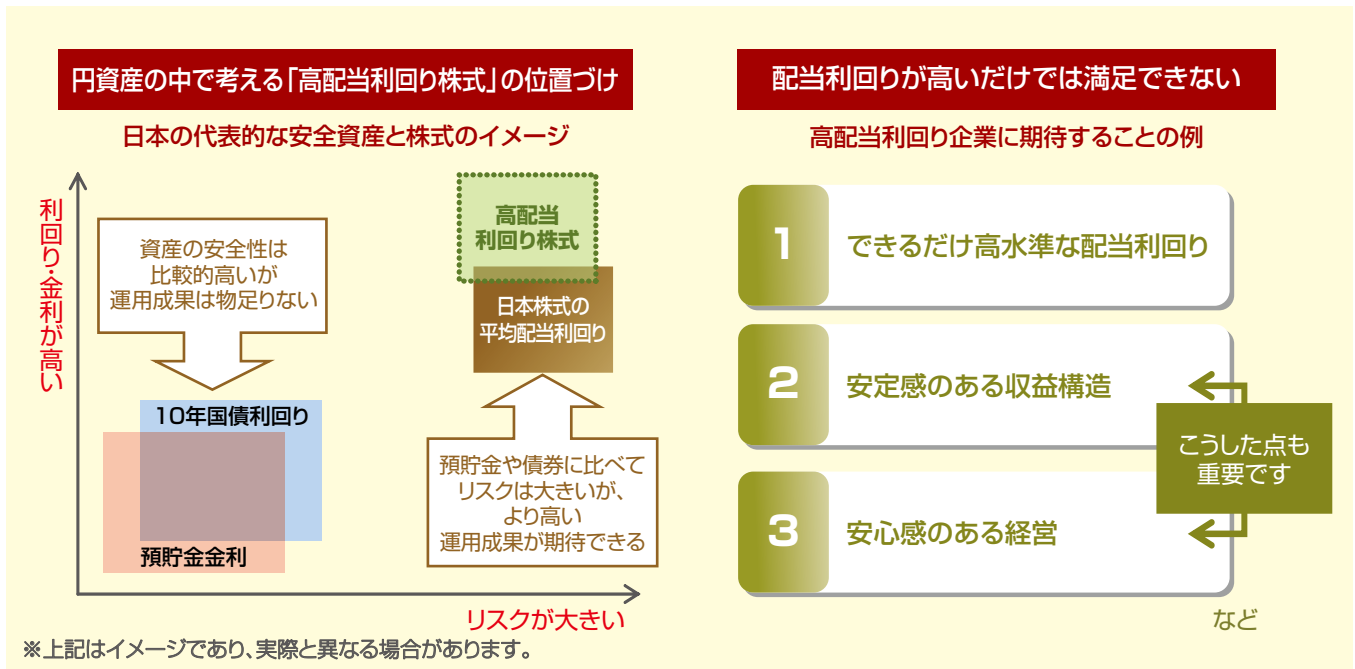 円資産の中で考える「高配当利回り株式」の位置づけ
日本の代表的な安全資産と株式のイメージ
利回り・金利が高い
資産の安全性は
比較的高いが
運用成果は物足りない
高配当
利回り株式
日本株式の
平均配当利回り
10年国債利回り
預貯金金利
預貯金や債券に比べて
リスクは大きいが、
より高い
運用成果が期待できる
リスクが大きい
※上記はイメージであり、実際と異なる場合があります。
配当利回りが高いだけでは満足できない
高配当利回り企業に期待することの例
1 できるだけ高水準な配当利回り
2 安定感のある収益構造
3 安心感のある経営
こうした点も
重要です
など